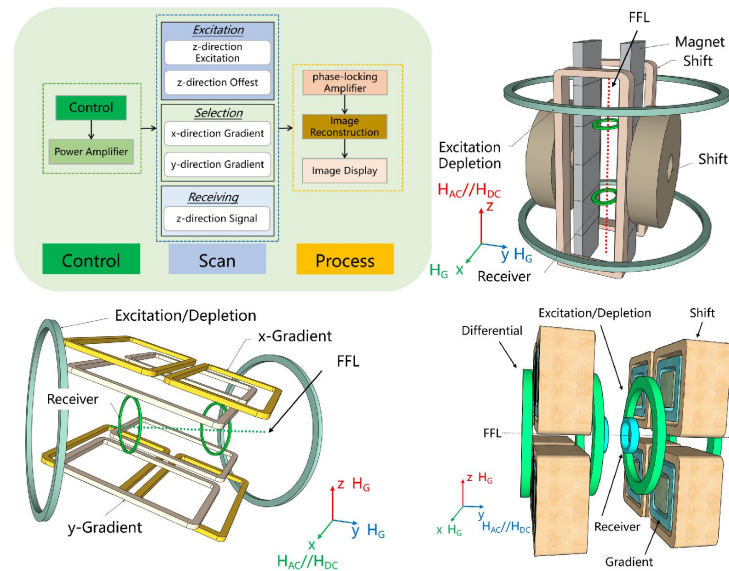 Excitation
z-direction
Excitation
z-direction Offest
Control
Power Amplifier
Selection
x-direction Gradient
y-direction Gradient
Receiving
z-direction Signal
phase-locking
Amplifier
Image
Reconstruction
Image Display
Control
Scan
Process
FFL
Magnet
Shift
Excitation
Depletion
Shift
HAC//HDC
z
HG
x
y HG
Receiver
Excitation/Depletion
x-Gradient
FFL
Receiver
y-Gradient
z HG
y HG
x
HAC//HDC
Differential
Excitation/Depletion
Shift
FFL
z HG
y
x HG
HAC//HDC
Receiver
Gradient